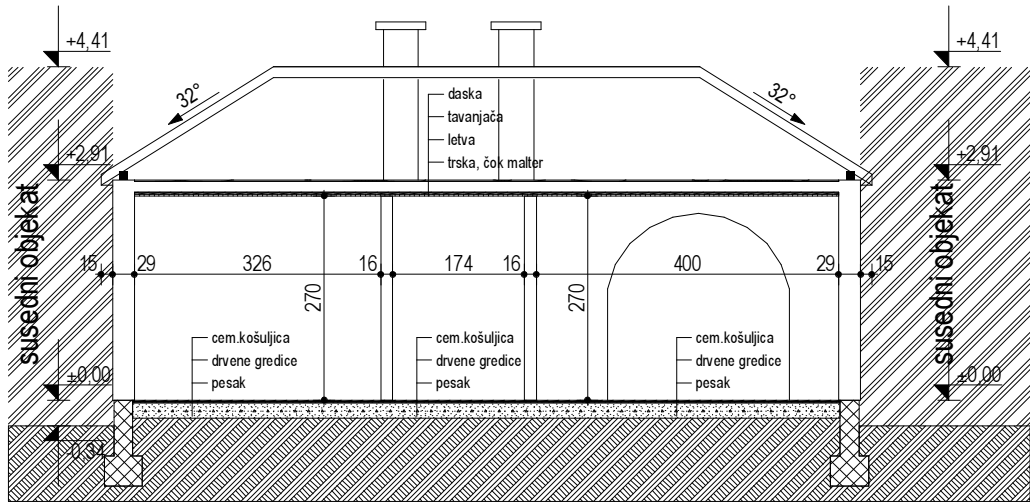 +4,41
+4,41
32°
32°
daska
tavanjača
letva
trska, čok malter
+2,91
+2,91
susedni objekat
susedni objekat
15
29
326
16
174
16
400
29
15
270
270
cem.košuljica
drvene gredice
pesak
cem.košuljica
drvene gredice
pesak
cem.košuljica
drvene gredice
pesak
±0,00
±0,00
-0,34